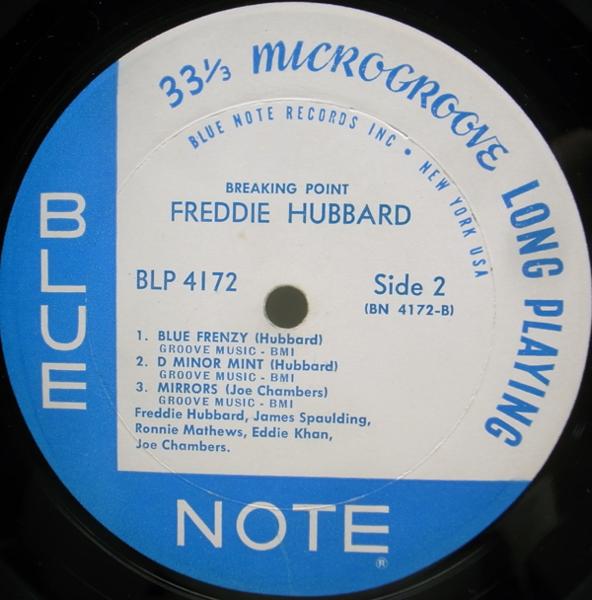 33⅓ MICROGROOVE LONG PLAYING
BLUE NOTE RECORDS INC • NEW YORK USA
BREAKING POINT
FREDDIE HUBBARD
BLP 4172
Side 2
(BN 4172-B)
1. BLUE FRENZY (Hubbard)
GROOVE MUSIC - BMI
2. D MINOR MINT (Hubbard)
GROOVE MUSIC - BMI
3. MIRRORS (Joe Chambers)
GROOVE MUSIC - BMI
Freddie Hubbard, James Spaulding,
Ronnie Mathews, Eddie Khan,
Joe Chambers.
BLUE
NOTE
®